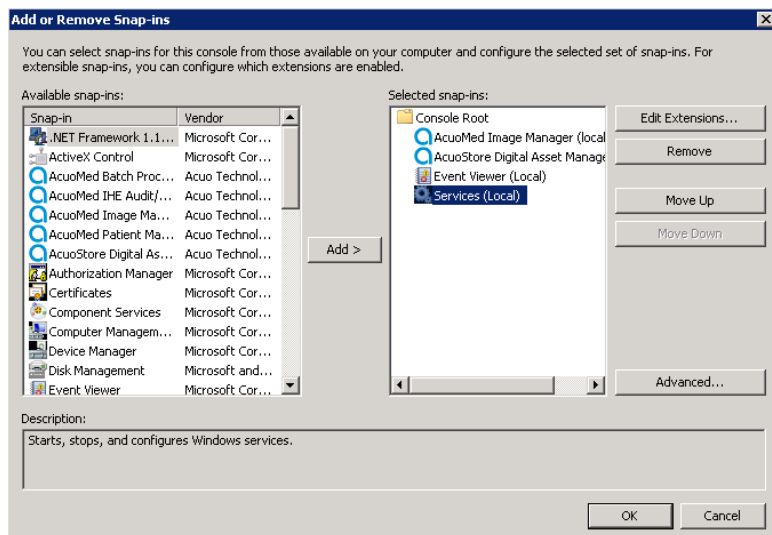 Add or Remove Snap-ins
You can select snap-ins for this console from those available on your computer and configure the selected set of snap-ins. For
extensible snap-ins, you can configure which extensions are enabled.
Available snap-ins:
Snap-in Vendor
.NET Framework 1.1... Microsoft Cor...
ActiveX Control Microsoft Cor...
AcuoMed Batch Proc... Acuo Technol...
AcuoMed IHE Audit/... Acuo Technol...
AcuoMed Image Ma... Acuo Technol...
AcuoMed Patient Ma... Acuo Technol...
AcuoStore Digital As... Acuo Technol...
Authorization Manager Microsoft Cor...
Certificates Microsoft Cor...
Component Services Microsoft Cor...
Computer Managem... Microsoft Cor...
Device Manager Microsoft Cor...
Disk Management Microsoft and...
Event Viewer Microsoft Cor...
Add >
Selected snap-ins:
Console Root
AcuoMed Image Manager (local
AcuoStore Digital Asset Manage
Event Viewer (Local)
Services (Local)
Edit Extensions...
Remove
Move Up
Move Down
Advanced...
Description:
Starts, stops, and configures Windows services.
OK Cancel